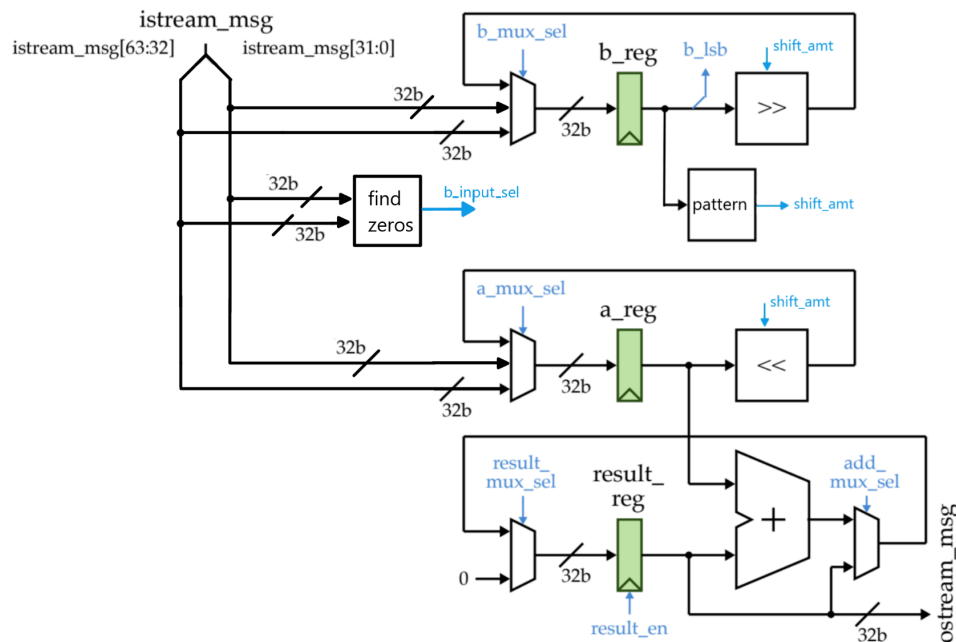 istream_msg
istream_msg[63:32]
istream_msg[31:0]
b_mux_sel
b_reg
b_lsb
shift_amt
32b
32b
32b
>>
32b
32b
find
zeros
b_input_sel
pattern
shift_amt
a_mux_sel
a_reg
shift_amt
32b
32b
32b
<<
result_
mux_sel
result_
reg
add_
mux_sel
+
0
32b
result_en
32b
ostream_msg